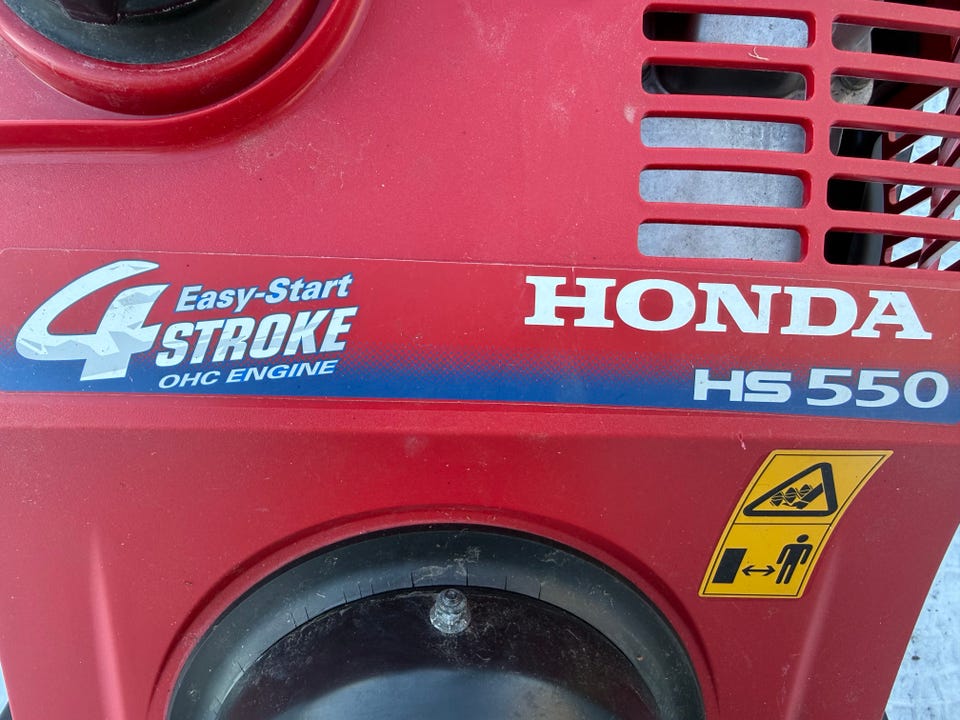 4 Easy-Start
STROKE
OHC ENGINE
HONDA
HS 550